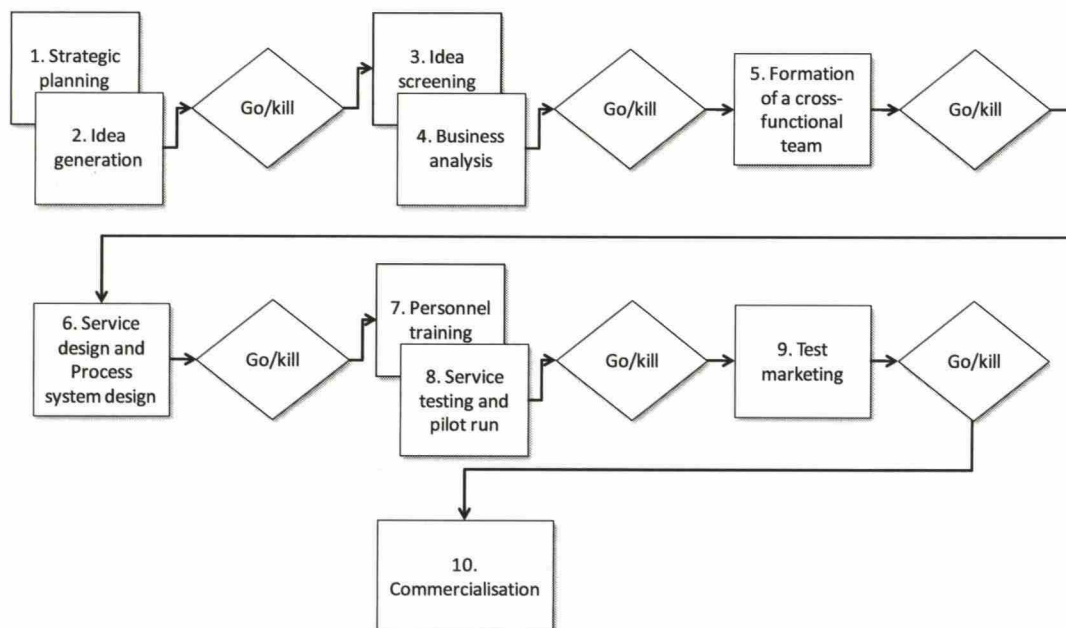 1. Strategic
planning
2. Idea
generation
Go/kill
3. Idea
screening
4. Business
analysis
Go/kill
5. Formation
of a cross-
functional
team
Go/kill
6. Service
design and
Process
system design
Go/kill
7. Personnel
training
8. Service
testing and
pilot run
Go/kill
9. Test
marketing
Go/kill
10.
Commercialisation